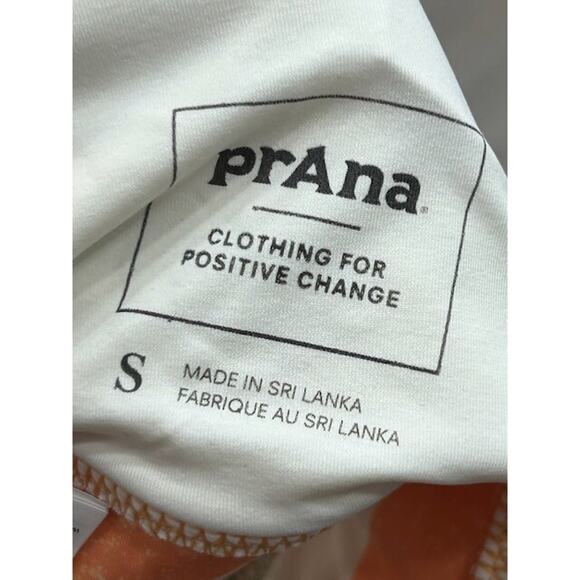 prAna®
CLOTHING FOR
POSITIVE CHANGE
S
MADE IN SRI LANKA
FABRIQUE AU SRI LANKA